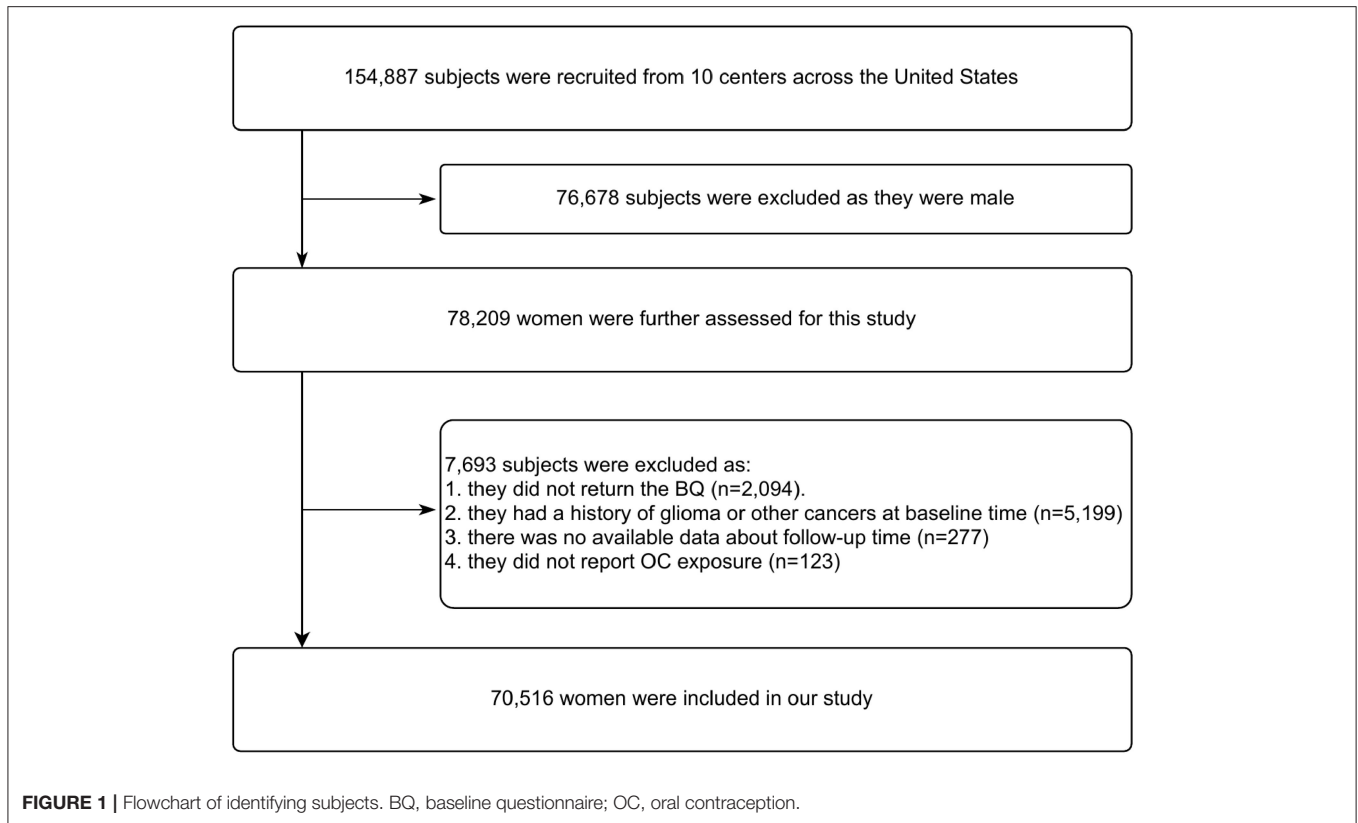 154,887 subjects were recruited from 10 centers across the United States
76,678 subjects were excluded as they were male
78,209 women were further assessed for this study
7,693 subjects were excluded as:
1. they did not return the BQ (n=2,094).
2. they had a history of glioma or other cancers at baseline time (n=5,199)
3. there was no available data about follow-up time (n=277)
4. they did not report OC exposure (n=123)
70,516 women were included in our study
FIGURE 1 | Flowchart of identifying subjects. BQ, baseline questionnaire; OC, oral contraception.